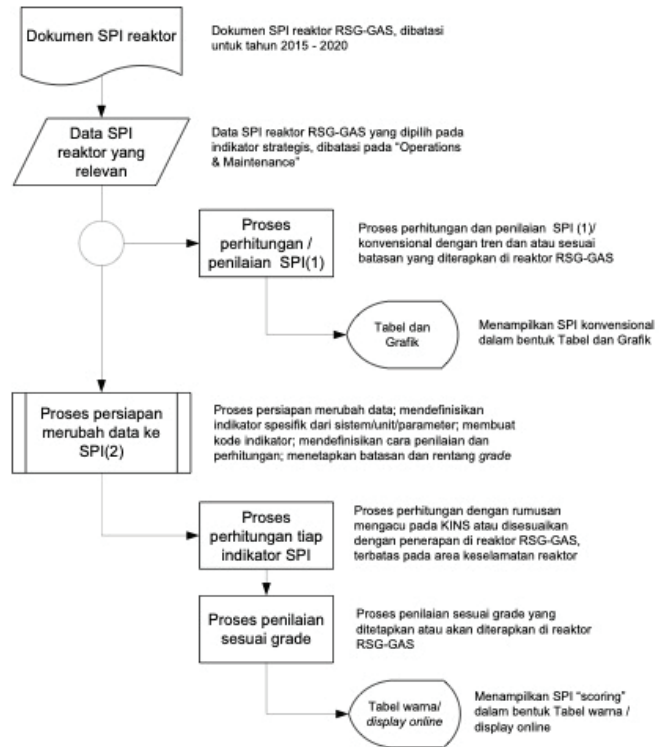 Dokumen SPI reaktor
Dokumen SPI reaktor RSG-GAS, dibatasi
untuk tahun 2015 - 2020
Data SPI
reaktor yang
relevan
Data SPI reaktor RSG-GAS yang dipilih pada
indikator strategis, dibatasi pada “Operations
& Maintenance”
Proses
perhitungan /
penilaian SPI(1)
Proses perhitungan dan penilaian SPI (1)/
konvensional dengan tren dan atau sesuai
batasan yang diterapkan di reaktor RSG-GAS
Tabel dan
Grafik
Menampilkan SPI konvensional
dalam bentuk Tabel dan Grafik
Proses persiapan
merubah data ke
SPI(2)
Proses persiapan merubah data; mendefinisikan
indikator spesifik dari sistem/unit/parameter; membuat
kode indikator; mendefinisikan cara penilaian dan
perhitungan; menetapkan batasan dan rentang grade
Proses
perhitungan tiap
indikator SPI
Proses perhitungan dengan rumusan
mengacu pada KINS atau disesuaikan
dengan penerapan di reaktor RSG-GAS,
terbatas pada area keselamatan reaktor
Proses penilaian
sesuai grade
Proses penilaian sesuai grade yang
ditetapkan atau akan diterapkan di reaktor
RSG-GAS
Tabel warna/
display online
Menampilkan SPI “scoring”
dalam bentuk Tabel warna /
display online